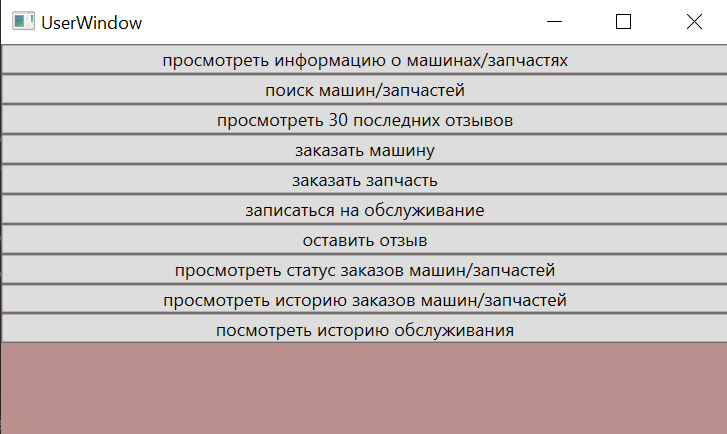 UserWindow
просмотреть информацию о машинах/запчастях
поиск машин/запчастей
просмотреть 30 последних отзывов
заказать машину
заказать запчасть
записаться на обслуживание
оставить отзыв
просмотреть статус заказов машин/запчастей
просмотреть историю заказов машин/запчастей
посмотреть историю обслуживания